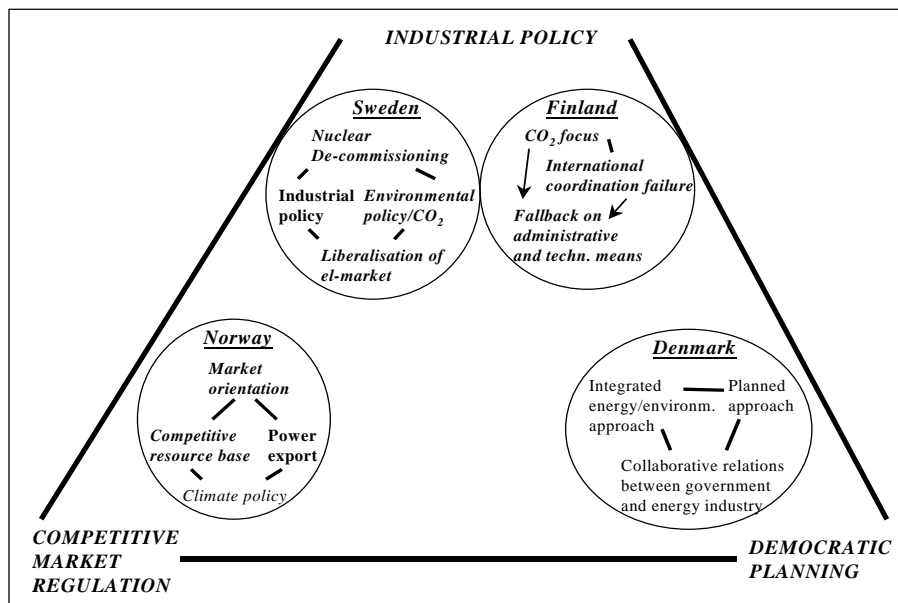 INDUSTRIAL POLICY
Sweden
Nuclear
De-commissioning
Industrial
policy
Environmental
policy/CO₂
Liberalisation of
el-market
Finland
CO₂ focus
International
coordination failure
Fallback on
administrative
and techn. means
Norway
Market
orientation
Competitive
resource base
Power
export
Climate policy
Denmark
Integrated
energy/environm.
approach
Planned
approach
Collaborative relations
between government
and energy industry
COMPETITIVE
MARKET
REGULATION
DEMOCRATIC
PLANNING